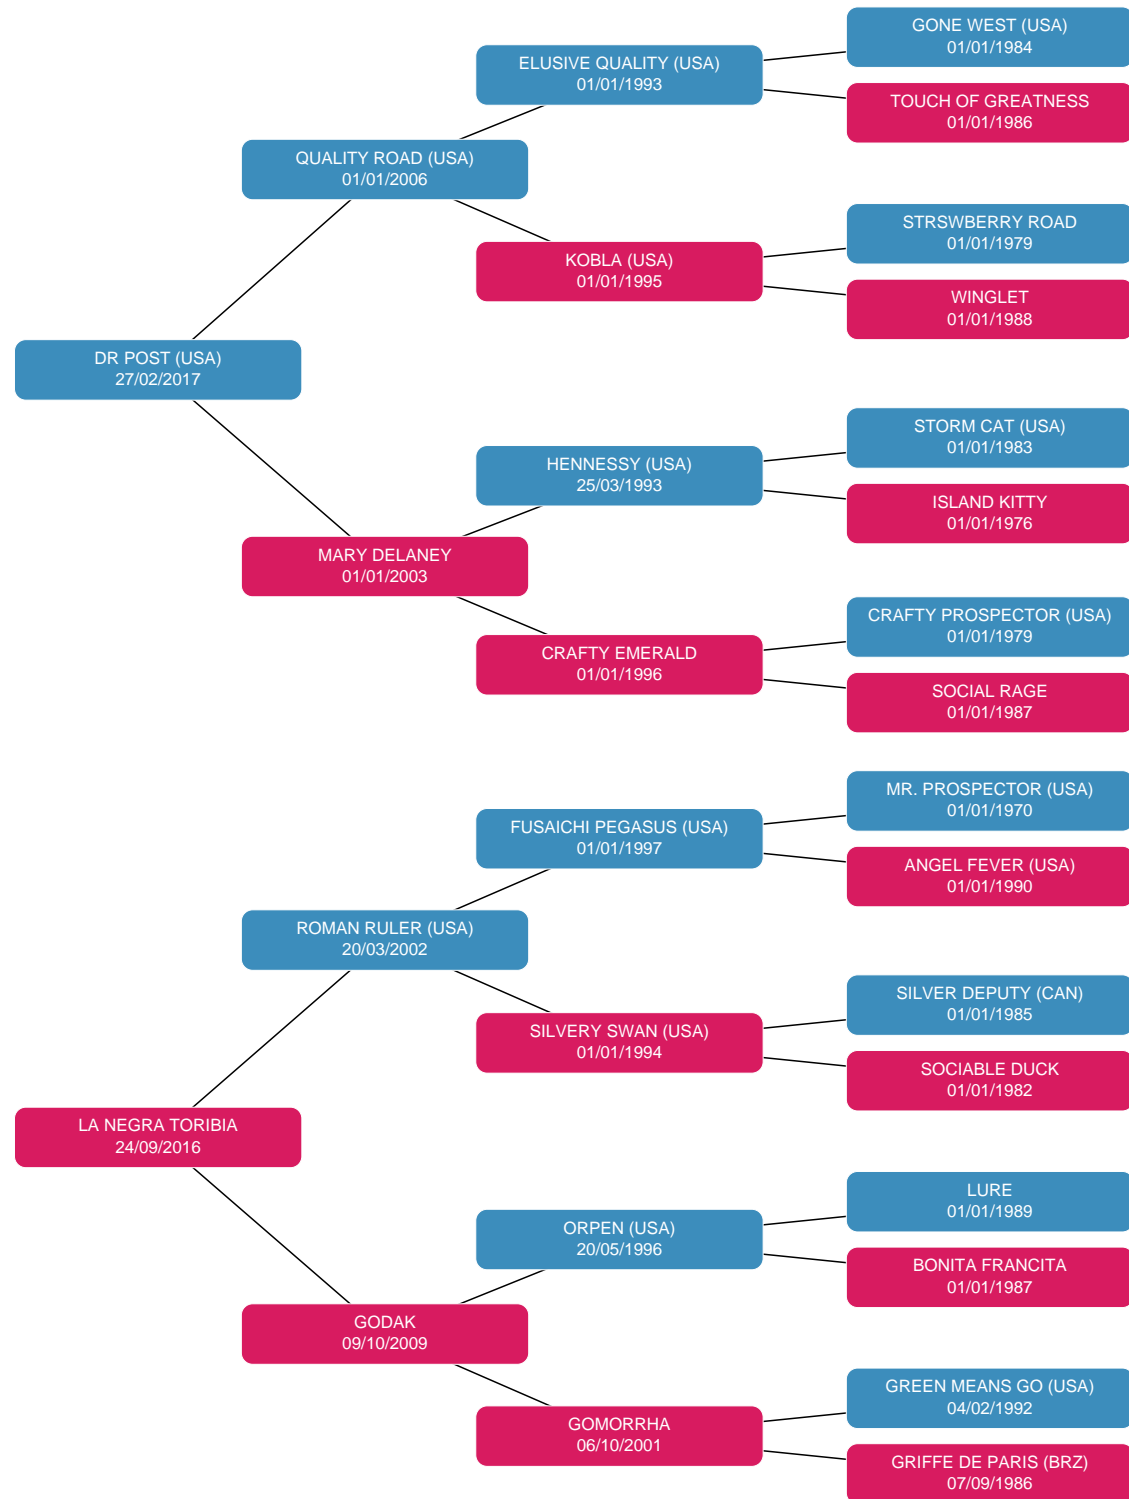 GONE WEST (USA)
01/01/1984
ELUSIVE QUALITY (USA)
01/01/1993
TOUCH OF GREATNESS
01/01/1986
QUALITY ROAD (USA)
01/01/2006
STRSWBERRY ROAD
01/01/1979
KOBLA (USA)
01/01/1995
WINGLET
01/01/1988
DR POST (USA)
27/02/2017
STORM CAT (USA)
01/01/1983
HENNESSY (USA)
25/03/1993
ISLAND KITTY
01/01/1976
MARY DELANEY
01/01/2003
CRAFTY PROSPECTOR (USA)
01/01/1979
CRAFTY EMERALD
01/01/1996
SOCIAL RAGE
01/01/1987
MR. PROSPECTOR (USA)
01/01/1970
FUSAICHI PEGASUS (USA)
01/01/1997
ANGEL FEVER (USA)
01/01/1990
ROMAN RULER (USA)
20/03/2002
SILVER DEPUTY (CAN)
01/01/1985
SILVERY SWAN (USA)
01/01/1994
SOCIABLE DUCK
01/01/1982
LA NEGRA TORIBIA
24/09/2016
LURE
01/01/1989
ORPEN (USA)
20/05/1996
BONITA FRANCITA
01/01/1987
GODAK
09/10/2009
GREEN MEANS GO (USA)
04/02/1992
GOMORRHA
06/10/2001
GRIFFE DE PARIS (BRZ)
07/09/1986